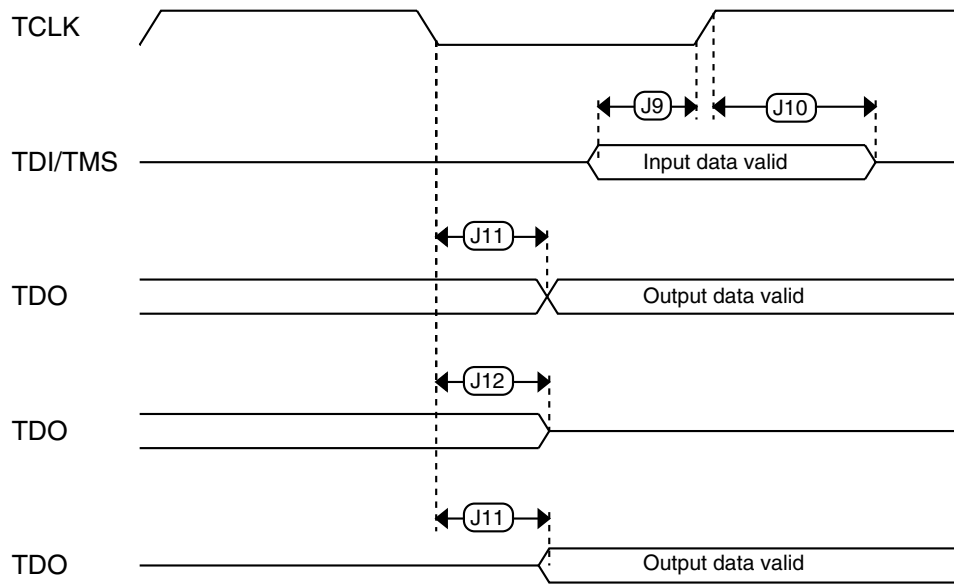 TCLK
J9
J10
TDI/TMS
Input data valid
J11
TDO
Output data valid
J12
TDO
J11
TDO
Output data valid